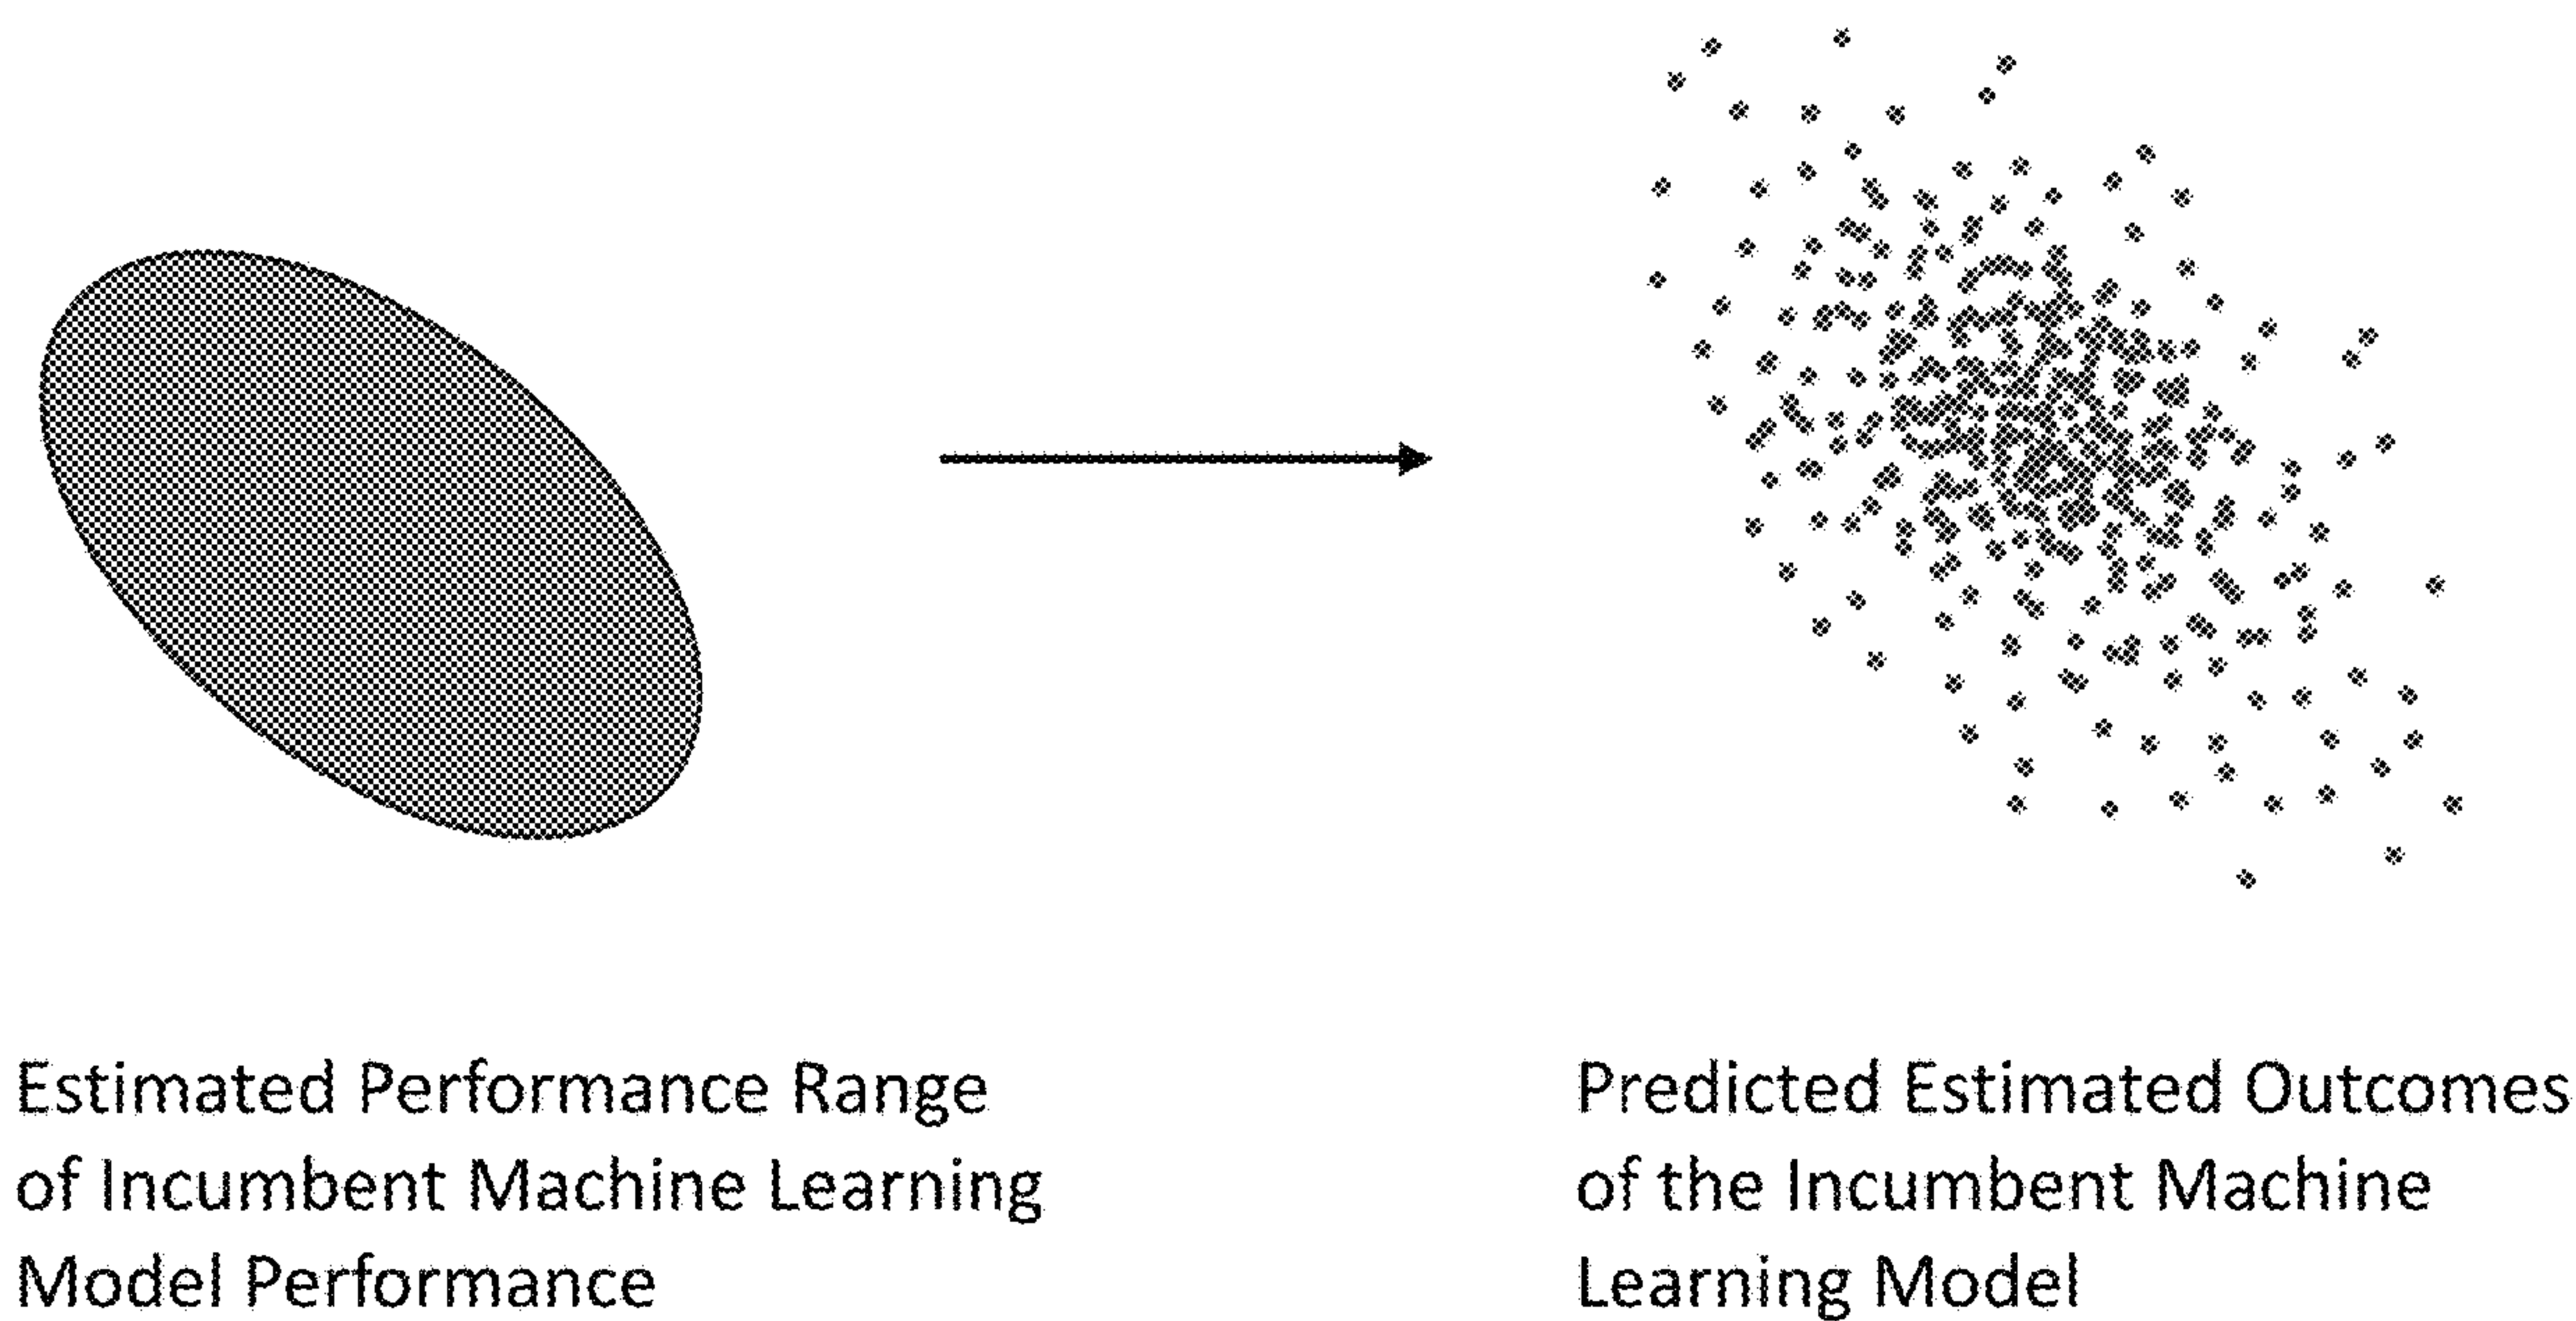 Estimated Performance Range
of Incumbent Machine Learning
Model Performance
Predicted Estimated Outcomes
of the Incumbent Machine
Learning Model